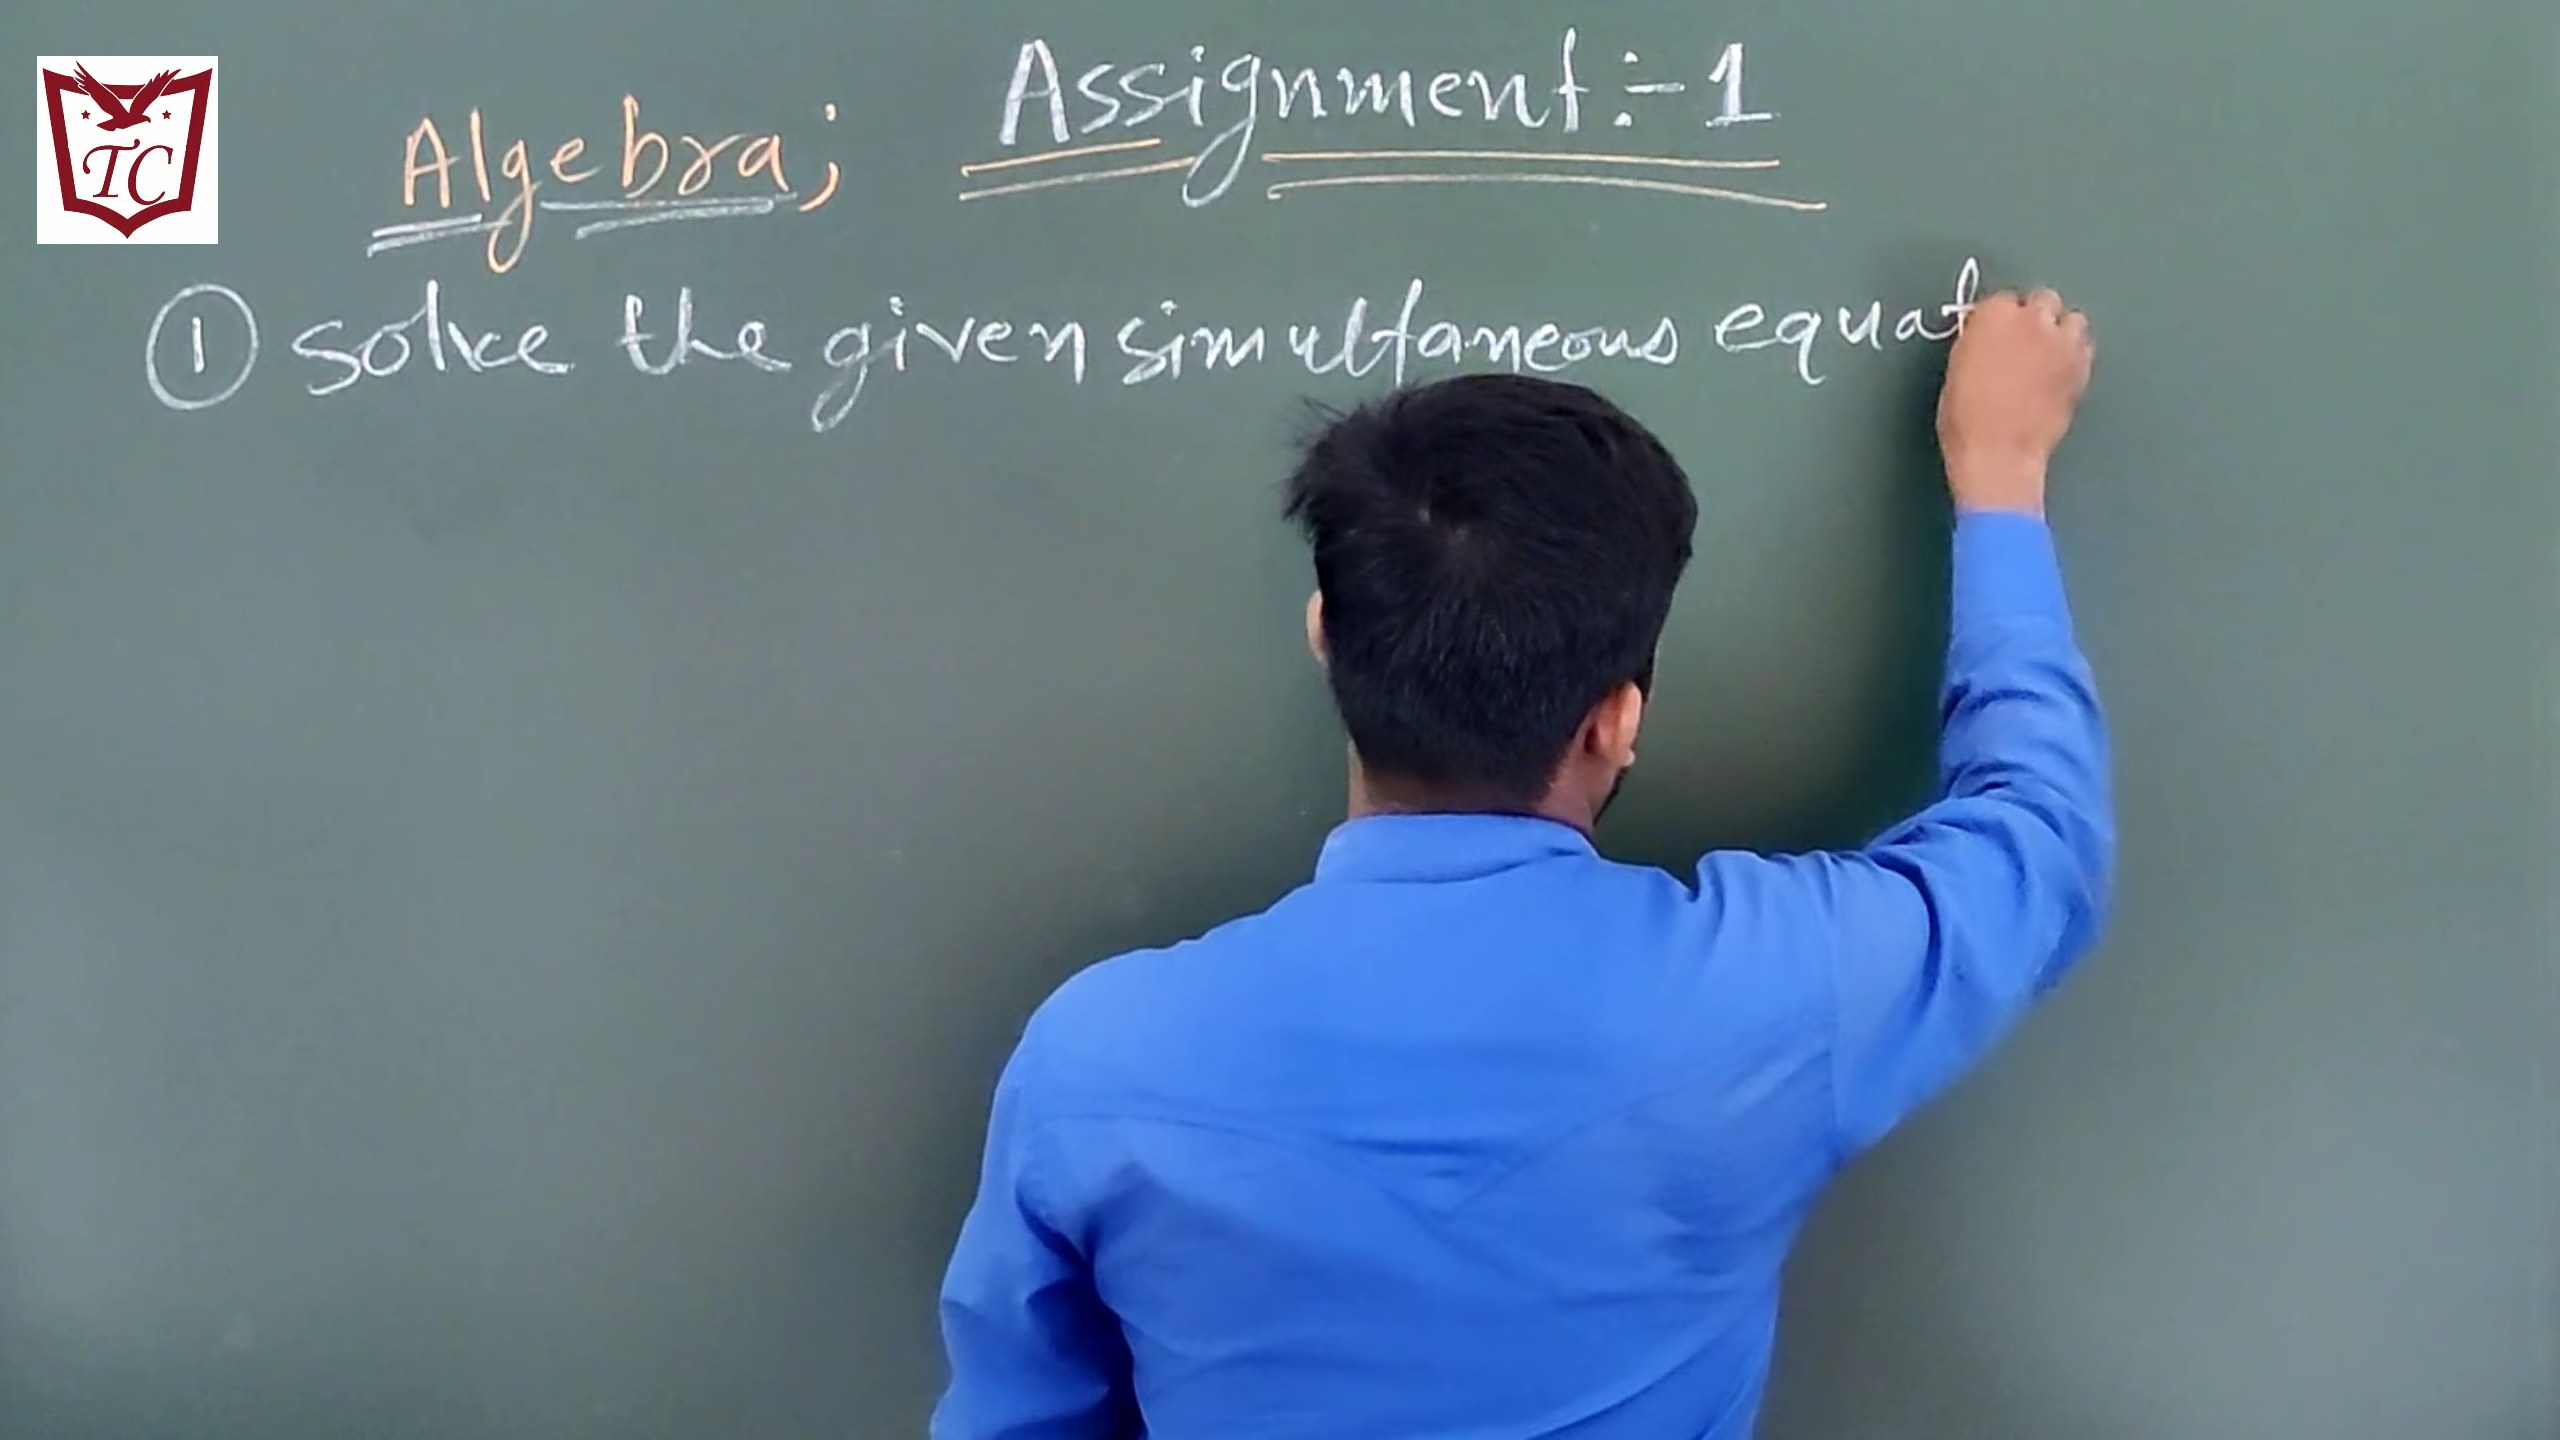 TC
Assignment :- 1
Algebra;
① solve the given simultaneous equat